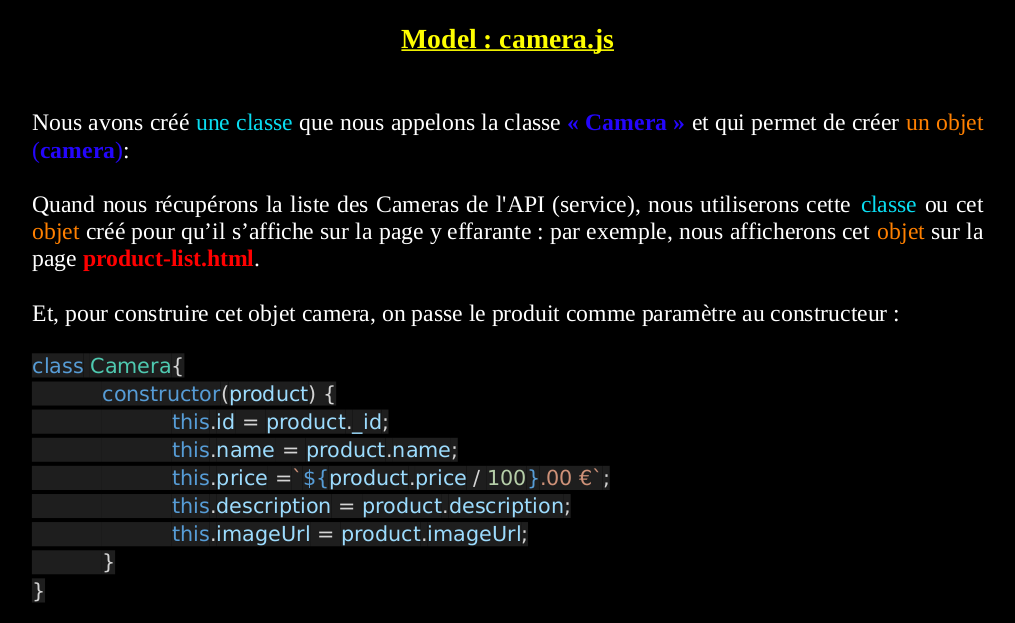 Model : camera.js
Nous avons créé une classe que nous appelons la classe « Camera » et qui permet de créer un objet
(camera):
Quand nous récupérons la liste des Cameras de l'API (service), nous utiliserons cette classe ou cet
objet créé pour qu’il s’affiche sur la page y effarante : par exemple, nous afficherons cet objet sur la
page product-list.html.
Et, pour construire cet objet camera, on passe le produit comme paramètre au constructeur :
class Camera{
constructor(product) {
this.id = product._id;
this.name = product.name;
this.price =`${product.price / 100}.00 €`;
this.description = product.description;
this.imageUrl = product.imageUrl;
}
}